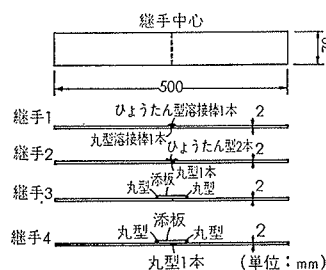 継手中心
50
500
継手1
ひょうたん型溶接棒1本
丸型溶接棒1本
2
継手2
ひょうたん型2本
丸型1本
2
継手3
添板
丸型
丸型
2
継手4
添板
丸型
丸型
丸型1本
2
(単位:mm)